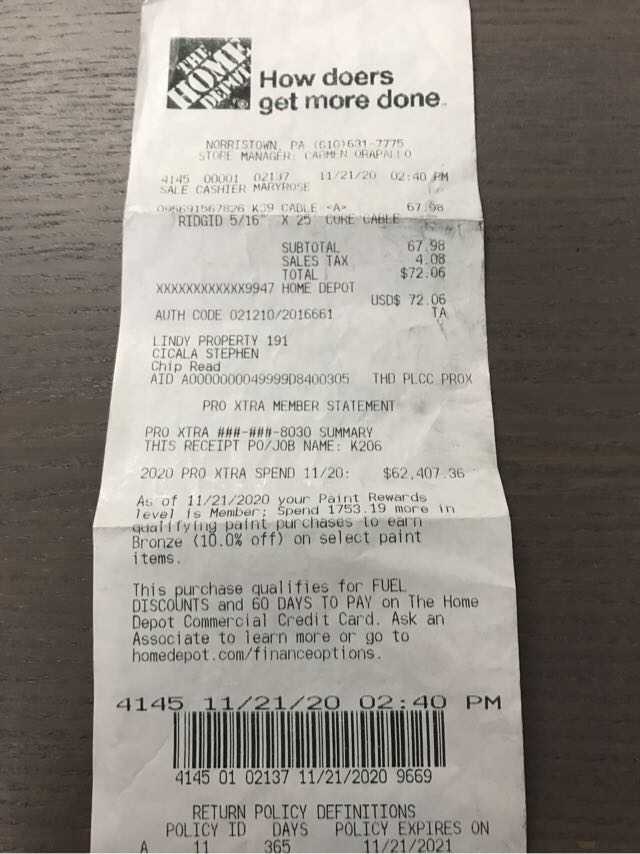 THE
HOME
DEPOT
How doers
get more done
NORRISTOWN, PA (610)631-7775
STORE MANAGER: CARMEN ORAPALLO
4145 00001 02137 11/21/20 02:40 PM
SALE CASHIER MARYROSE
095691567826 K39 CABLE <A> 67.98
RIDGID 5/16" X 25' CORE CABLE
SUBTOTAL 67.98
SALES TAX 4.08
TOTAL $72.06
XXXXXXXXXXXX9947 HOME DEPOT
USD$ 72.06
AUTH CODE 021210/2016661 TA
LINDY PROPERTY 191
CICALA STEPHEN
Chip Read
AID A0000000049999D8400305 THD PLCC PROX
PRO XTRA MEMBER STATEMENT
PRO XTRA ###-###-8030 SUMMARY
THIS RECEIPT PO/JOB NAME: K206
2020 PRO XTRA SPEND 11/20: $62,407.36
As of 11/21/2020 your Paint Rewards
level is Member; Spend 1753.19 more in
qualifying paint purchases to earn
Bronze (10.0% off) on select paint
items.
This purchase qualifies for FUEL
DISCOUNTS and 60 DAYS TO PAY on The Home
Depot Commercial Credit Card. Ask an
Associate to learn more or go to
homedepot.com/financeoptions.
4145 11/21/20 02:40 PM
4145 01 02137 11/21/2020 9669
RETURN POLICY DEFINITIONS
POLICY ID DAYS POLICY EXPIRES ON
A 11 365 11/21/2021